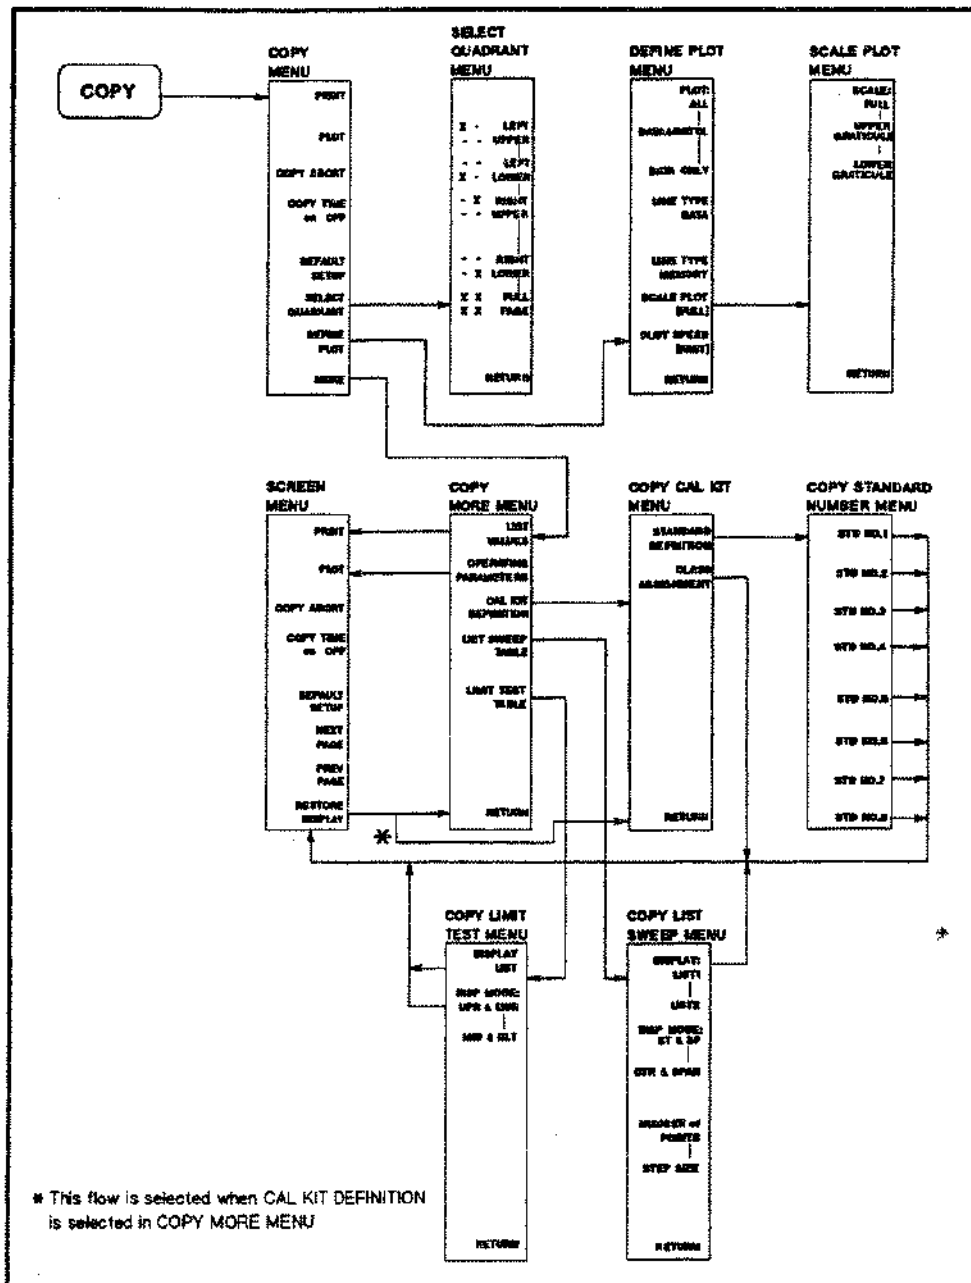 COPY
COPY
MENU
PRINT
PLOT
COPY ABORT
COPY TIME
on OFF
DEFAULT
SETUP
SELECT
QUADRANT
DEFINE
PLOT
MORE
SELECT
QUADRANT
MENU
X - LEFT
- - UPPER
- - LEFT
X - LOWER
- X RIGHT
- - UPPER
- - RIGHT
- X LOWER
X X FULL
X X PAGE
RETURN
DEFINE PLOT
MENU
PLOT:
ALL
DATA ONLY
LINE TYPE
DATA
LINE TYPE
MEMORY
SCALE PLOT
[FULL]
PLOT SPEED
[FAST]
RETURN
SCALE PLOT
MENU
SCALE:
FULL
UPPER
GRATICULE
LOWER
GRATICULE
RETURN
SCREEN
MENU
PRINT
PLOT
COPY ABORT
COPY TIME
on OFF
DEFAULT
SETUP
NEXT
PAGE
PREV
PAGE
RESTORE
DISPLAY
*
COPY
MORE MENU
LIST
VALUES
OPERATING
PARAMETERS
CAL KIT
DEFINITION
LIST SWEEP
TABLE
LIMIT TEST
TABLE
RETURN
COPY CAL KIT
MENU
STANDARD
DEFINITION
CLASS
ASSIGNMENT
RETURN
COPY STANDARD
NUMBER MENU
STD NO.1
STD NO.2
STD NO.3
STD NO.4
STD NO.5
STD NO.6
STD NO.7
STD NO.8
COPY LIMIT
TEST MENU
DISPLAY
LIST
DISP MODE:
UPR & LWR
MID & DLT
RETURN
COPY LIST
SWEEP MENU
DISPLAY:
LIST1
LIST2
DISP MODE:
ST & SP
CTR & SPAN
NUMBER of
POINTS
STEP SIZE
RETURN
* This flow is selected when CAL KIT DEFINITION
is selected in COPY MORE MENU